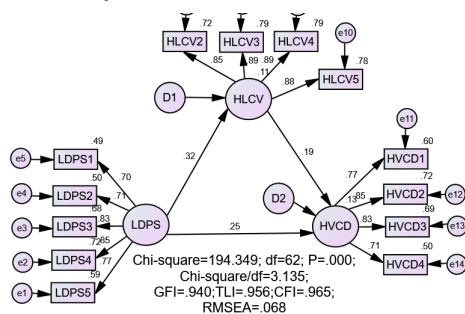 D1
.72
.79
.79
e10
HLCV2
HLCV3
HLCV4
.78
.85
.89
.89
.11
.88
HLCV5
D1
HLCV
e11
.49
.60
e5
LDPS1
.32
.19
HVCD1
.50
.70
.77
.72
e4
LDPS2
.71
D2
.13
.85
HVCD2
e12
.68
.83
.69
e3
LDPS3
LDPS
.25
HVCD
.83
HVCD3
e13
.72
.85
.71
.50
e2
LDPS4
.77
HVCD4
e14
.59
e1
LDPS5
Chi-square=194.349; df=62; P=.000;
Chi-square/df=3.135;
GFI=.940;TLI=.956;CFI=.965;
RMSEA=.068